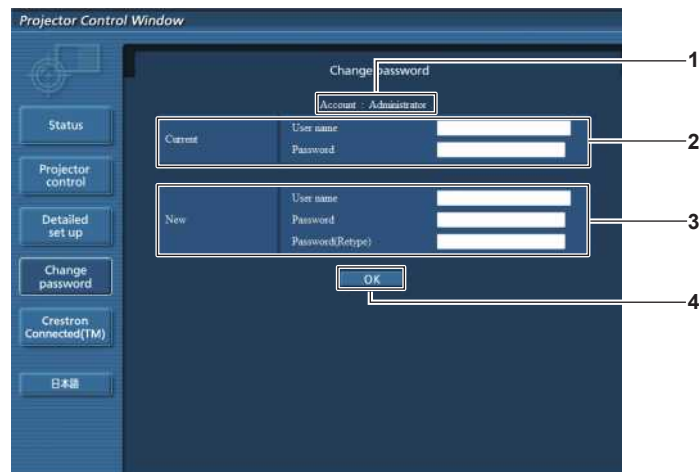 Projector Control Window
Change password
Account : Administrator
Status
Projector
control
Detailed
set up
Change
password
Crestron
Connected(TM)
日本語
Current
User name
Password
New
User name
Password
Password(Retype)
OK
1
2
3
4